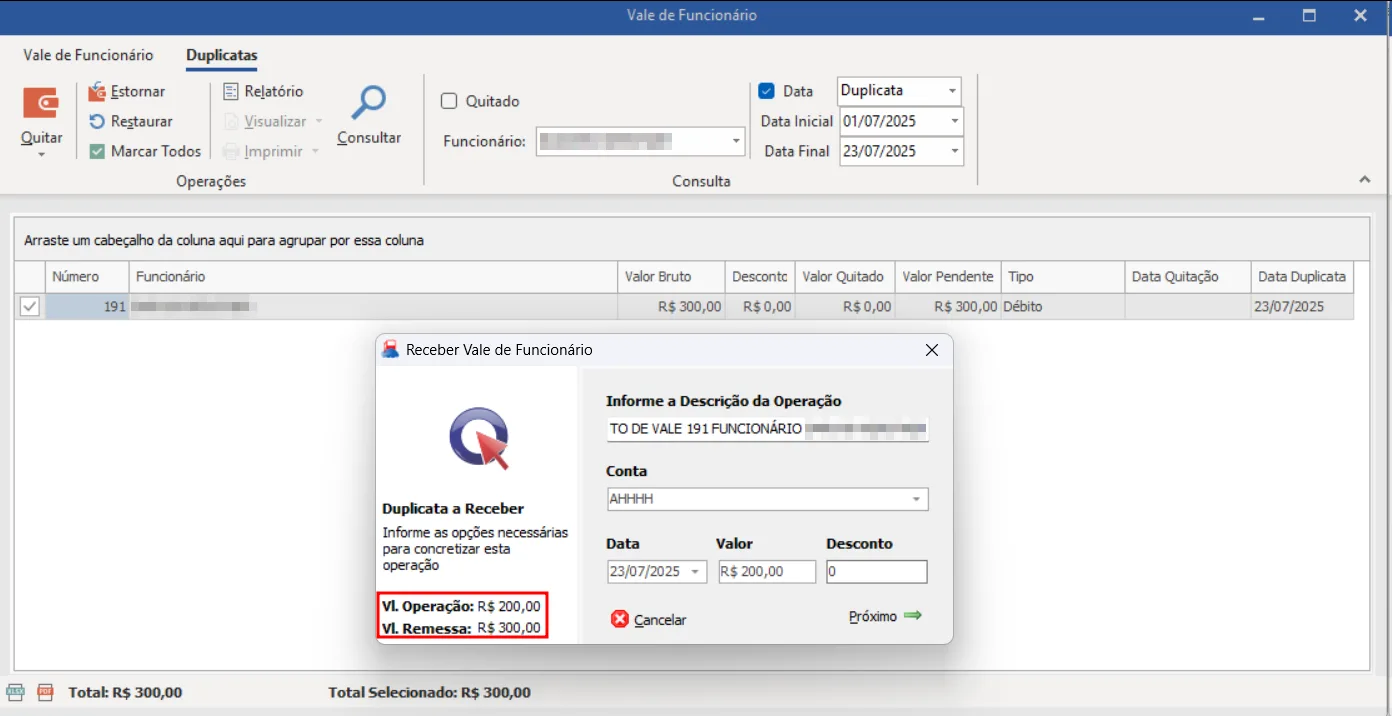 Vale de Funcionário
Vale de Funcionário Duplicatas
Quitar
Estornar
Restaurar
Marcar Todos
Relatório
Visualizar
Imprimir
Consultar
Operações
Quitado
Funcionário:
Data Duplicata
Data Inicial 01/07/2025
Data Final 23/07/2025
Consulta
Arraste um cabeçalho da coluna aqui para agrupar por essa coluna
Número Funcionário Valor Bruto Desconto Valor Quitado Valor Pendente Tipo Data Quitação Data Duplicata
191 R$ 300,00 R$ 0,00 R$ 0,00 R$ 300,00 Débito 23/07/2025
Receber Vale de Funcionário
Duplicata a Receber
Informe as opções necessárias
para concretizar esta
operação
Vl. Operação: R$ 200,00
Vl. Remessa: R$ 300,00
Informe a Descrição da Operação
TO DE VALE 191 FUNCIONÁRIO
Conta
AHHHH
Data Valor Desconto
23/07/2025 R$ 200,00 0
Cancelar Próximo
XLSX PDF Total: R$ 300,00 Total Selecionado: R$ 300,00